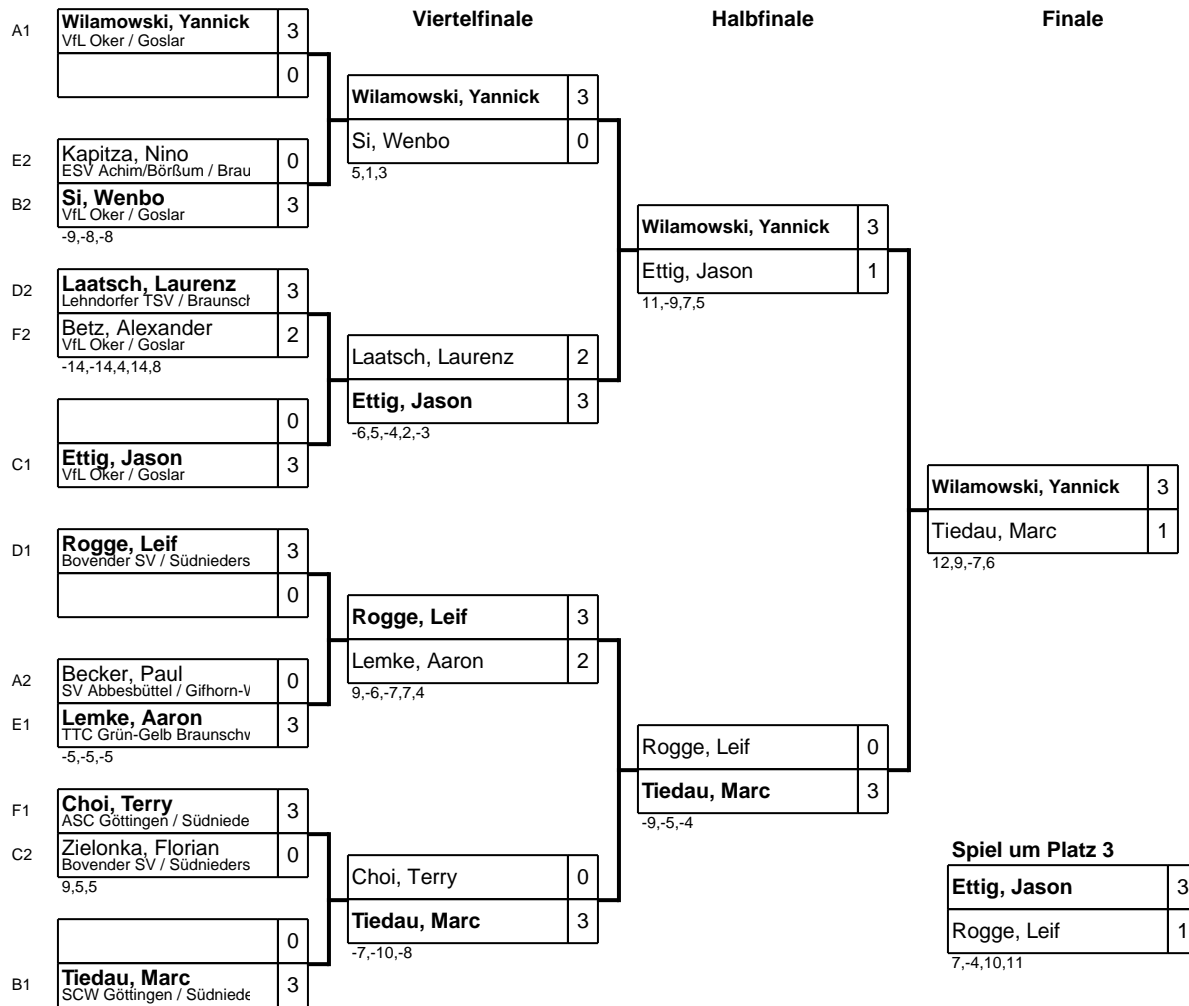 Viertelfinale
Halbfinale
Finale
A1
Wilamowski, Yannick 3
VfL Oker / Goslar
0
E2
Kapitza, Nino 0
ESV Achim/Börßum / Brau
B2
Si, Wenbo 3
VfL Oker / Goslar
-9,-8,-8
D2
Laatsch, Laurenz 3
Lehndorfer TSV / Braunsch
F2
Betz, Alexander 2
VfL Oker / Goslar
-14,-14,4,14,8
0
C1
Ettig, Jason 3
VfL Oker / Goslar
D1
Rogge, Leif 3
Bovender SV / Südnieders
0
A2
Becker, Paul 0
SV Abbesbüttel / Gifhorn-
E1
Lemke, Aaron 3
TTC Grün-Gelb Braunschw
-5,-5,-5
F1
Choi, Terry 3
ASC Göttingen / Südniede
C2
Zielonka, Florian 0
Bovender SV / Südnieders
9,5,5
0
B1
Tiedau, Marc 3
SCW Göttingen / Südniede
Wilamowski, Yannick 3
Si, Wenbo 0
5,1,3
Laatsch, Laurenz 2
Ettig, Jason 3
-6,5,-4,2,-3
Rogge, Leif 3
Lemke, Aaron 2
9,-6,-7,7,4
Choi, Terry 0
Tiedau, Marc 3
-7,-10,-8
Wilamowski, Yannick 3
Ettig, Jason 1
11,-9,7,5
Rogge, Leif 0
Tiedau, Marc 3
-9,-5,-4
Wilamowski, Yannick 3
Tiedau, Marc 1
12,9,-7,6
Spiel um Platz 3
Ettig, Jason 3
Rogge, Leif 1
7,-4,10,11